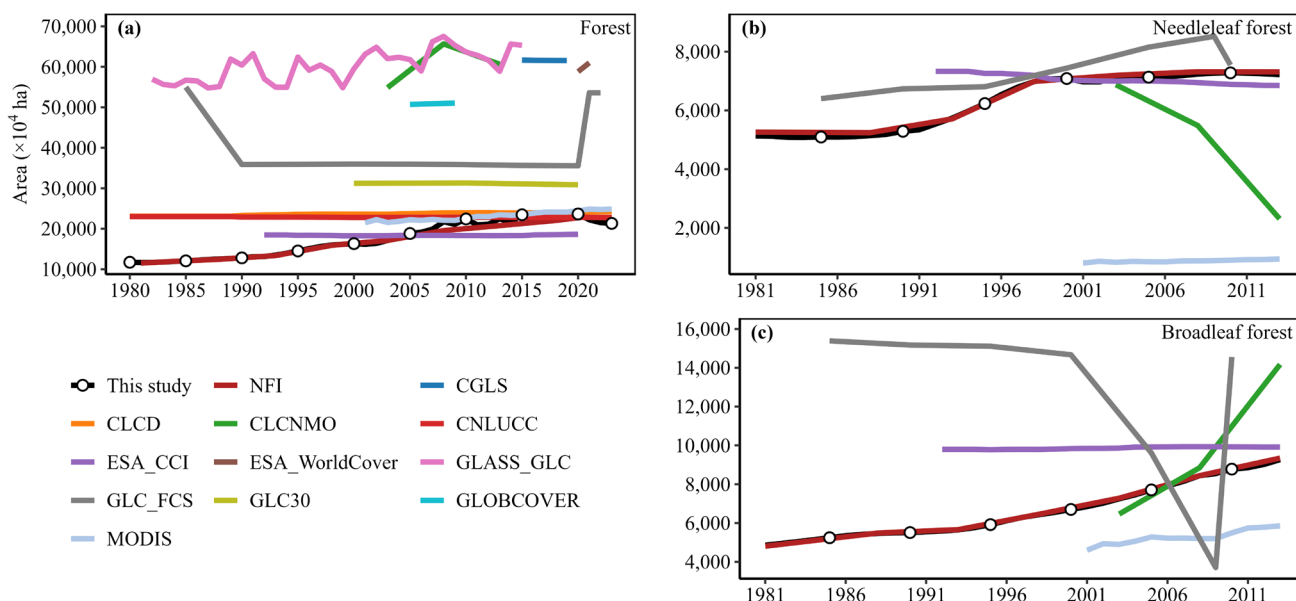 (a) Forest
Area (×10⁴ ha)
70,000
60,000
50,000
40,000
30,000
20,000
10,000
1980 1985 1990 1995 2000 2005 2010 2015 2020
(b) Needleleaf forest
8,000
6,000
4,000
2,000
1981 1986 1991 1996 2001 2006 2011
(c) Broadleaf forest
16,000
14,000
12,000
10,000
8,000
6,000
4,000
1981 1986 1991 1996 2001 2006 2011
This study NFI CGLS
CLCD CLCNMO CNLUCC
ESA_CCI ESA_WorldCover GLASS_GLC
GLC_FCS GLC30 GLOBCOVER
MODIS